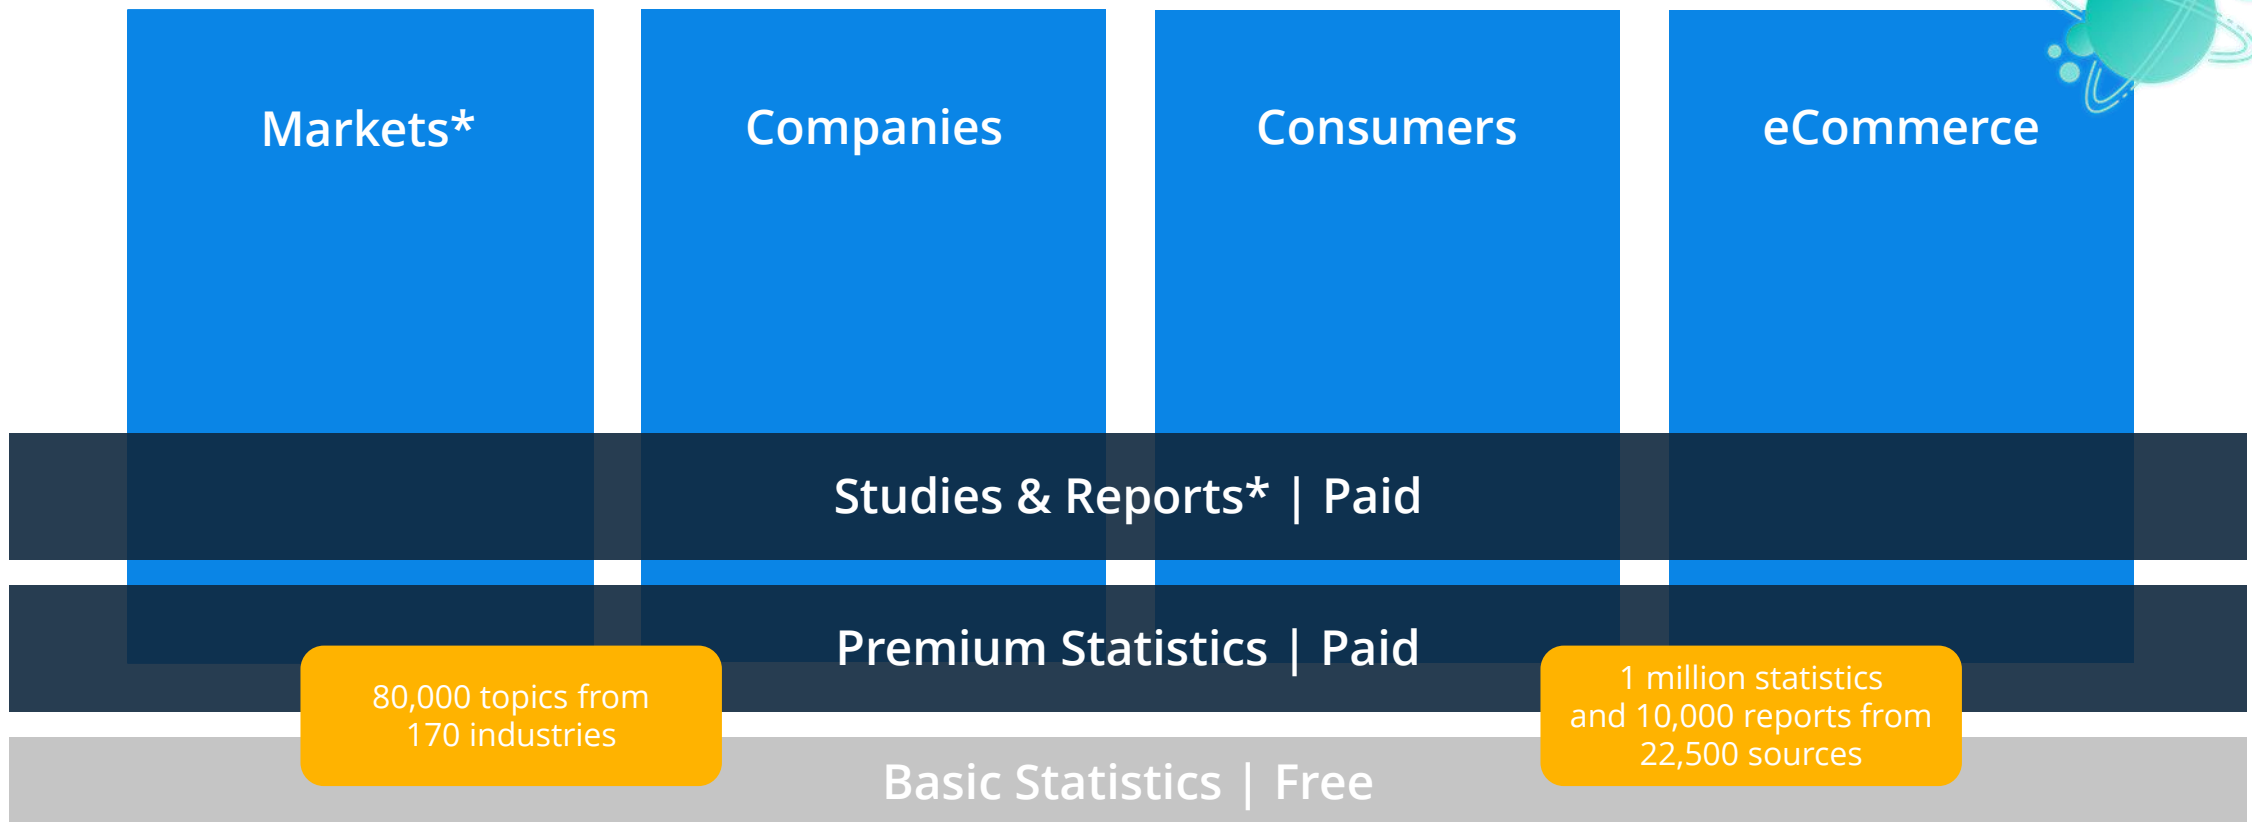 Markets*
Companies
Consumers
eCommerce
Studies & Reports* | Paid
Premium Statistics | Paid
80,000 topics from
170 industries
1 million statistics
and 10,000 reports from
22,500 sources
Basic Statistics | Free